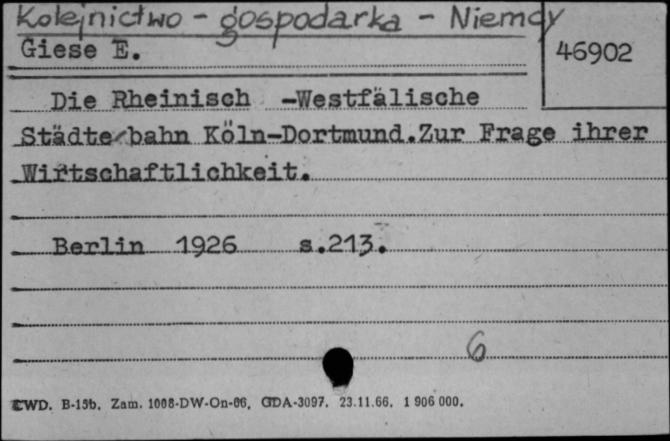 Kolejnictwo - gospodarka - Niemcy
Giese E.
46902
Die Rheinisch -Westfälische
Städte-bahn Köln-Dortmund.Zur Frage ihrer
Wirtschaftlichkeit.
Berlin 1926 s.213.
6
CWD. B-15b. Zam. 1008-DW-On-66. GDA-3097. 23.11.66. 1 906 000.